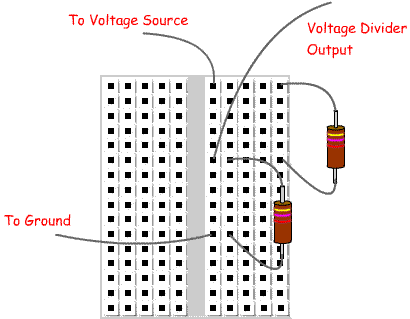 To Voltage Source
Voltage Divider
Output
To Ground